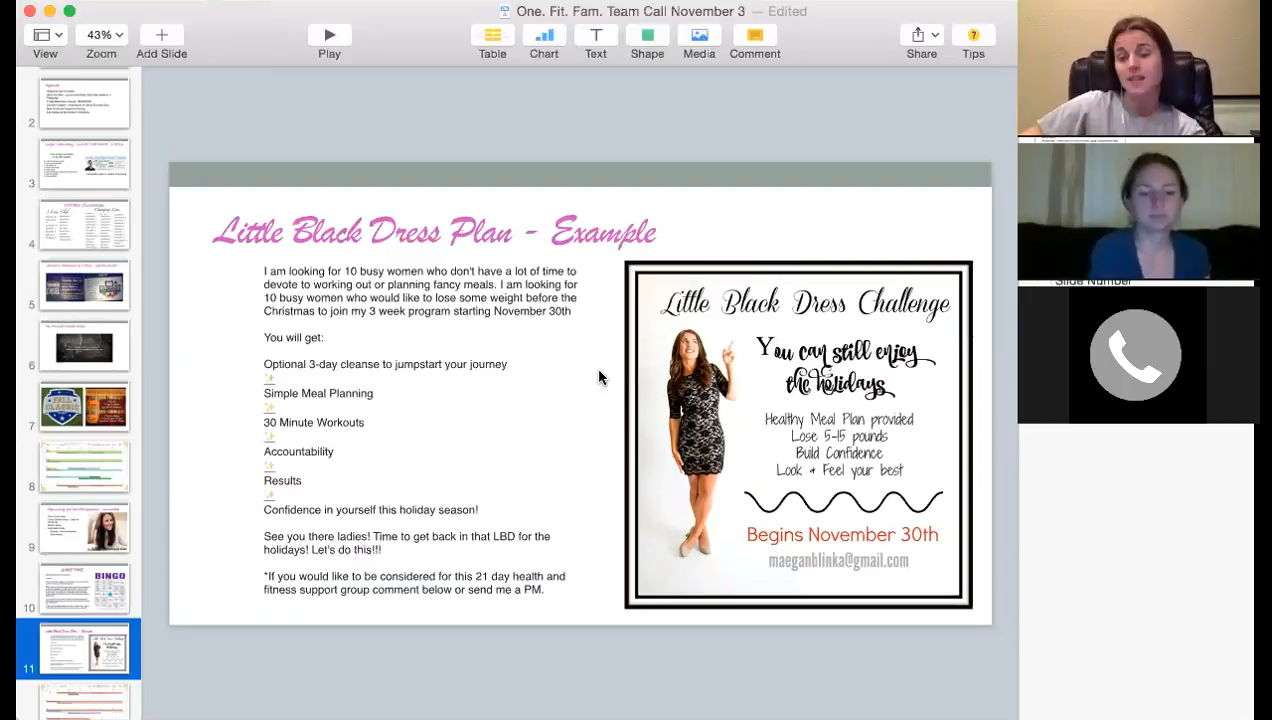 One. Fit. Fam. Team Call November 3 — Edited
View
43%
Zoom
Add Slide
Play
Table
Chart
Text
Shape
Media
Comment
Share
Tips
2
3
4
5
6
7
8
9
10
BINGO
11
Little Black Dress Plan - Example
I am looking for 10 busy women who don't have a lot of time to
devote to working out or planning fancy meals. I am looking for
10 busy women who would like to lose some weight before the
Christmas to join my 3 week program starting November 30th
You will get:
Optional 3-day cleanse to jumpstart your journey
Simple Meal Planning
30 Minute Workouts
Accountability
Results
Confidence in yourself this holiday season!
See you there ladies! Time to get back in that LBD for the
holidays! Let's do this!!!
*If you would like to be considered for this 21 day health and
fitness support group comment below or send me a PM.
Little Black Dress Challenge
You can still enjoy
the holidays
Healthy Meal Plan provided
Lose 5-15 pounds
Build Confidence
Look + Feel your best
Begins November 30th
maeganblinka@gmail.com
Slide Number